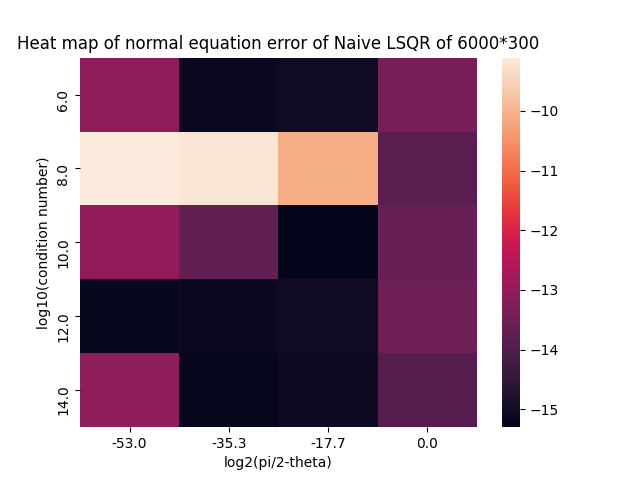 Heat map of normal equation error of Naive LSQR of 6000*300
log10(condition number)
6.0
8.0
10.0
12.0
14.0
-53.0 -35.3 -17.7 0.0
log2(pi/2-theta)
−10
−11
−12
−13
−14
−15